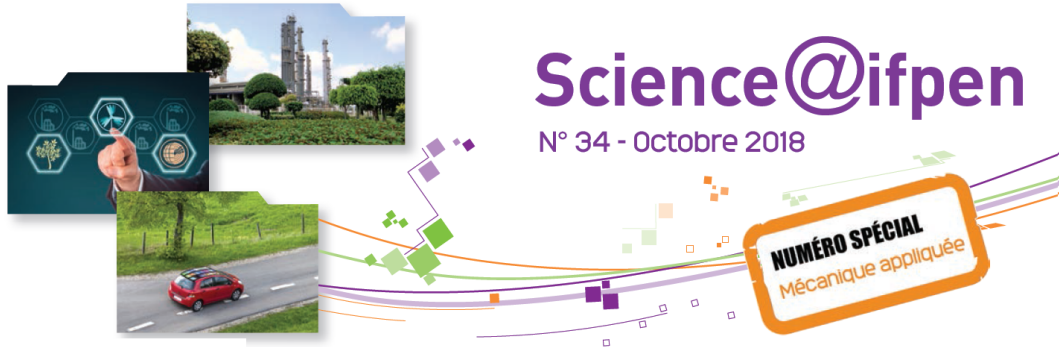 Science@ifpen
N° 34 - Octobre 2018
NUMÉRO SPÉCIAL
Mécanique appliquée